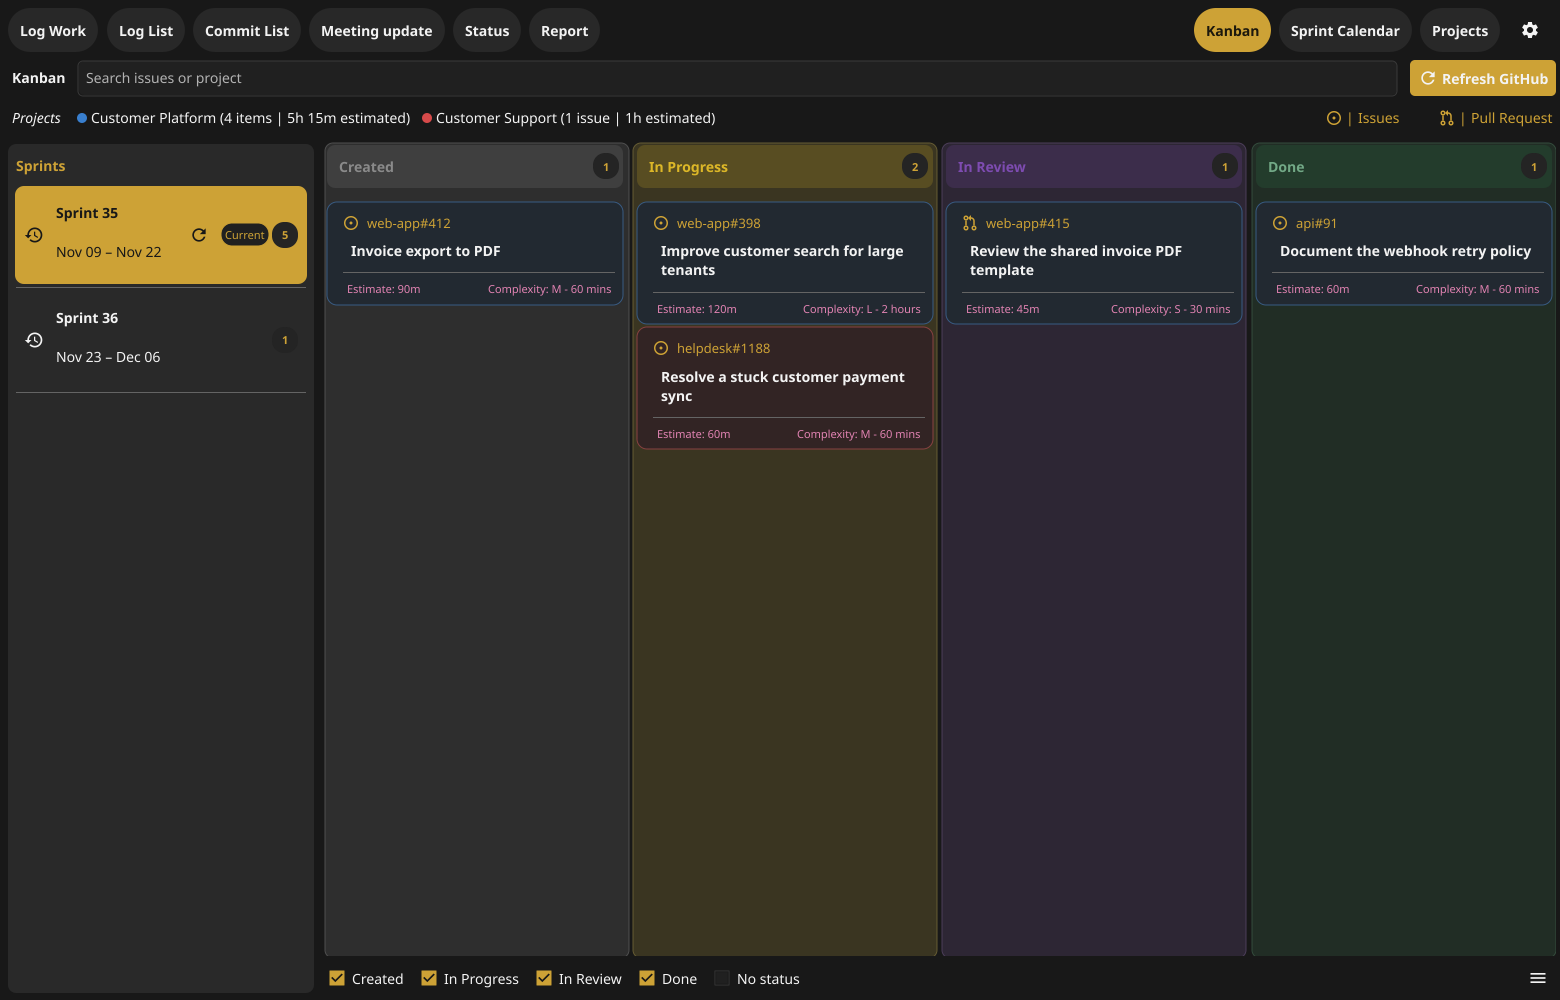 Log Work
Log List
Commit List
Meeting update
Status
Report
Kanban
Sprint Calendar
Projects
Kanban
Search issues or project
Refresh GitHub
Projects
Customer Platform (4 items | 5h 15m estimated)
Customer Support (1 issue | 1h estimated)
| Issues
| Pull Request
Sprints
Sprint 35
Nov 09 – Nov 22
Current
5
Sprint 36
Nov 23 – Dec 06
1
Created
1
web-app#412
Invoice export to PDF
Estimate: 90m
Complexity: M - 60 mins
In Progress
2
web-app#398
Improve customer search for large
tenants
Estimate: 120m
Complexity: L - 2 hours
helpdesk#1188
Resolve a stuck customer payment
sync
Estimate: 60m
Complexity: M - 60 mins
In Review
1
web-app#415
Review the shared invoice PDF
template
Estimate: 45m
Complexity: S - 30 mins
Done
1
api#91
Document the webhook retry policy
Estimate: 60m
Complexity: M - 60 mins
Created
In Progress
In Review
Done
No status